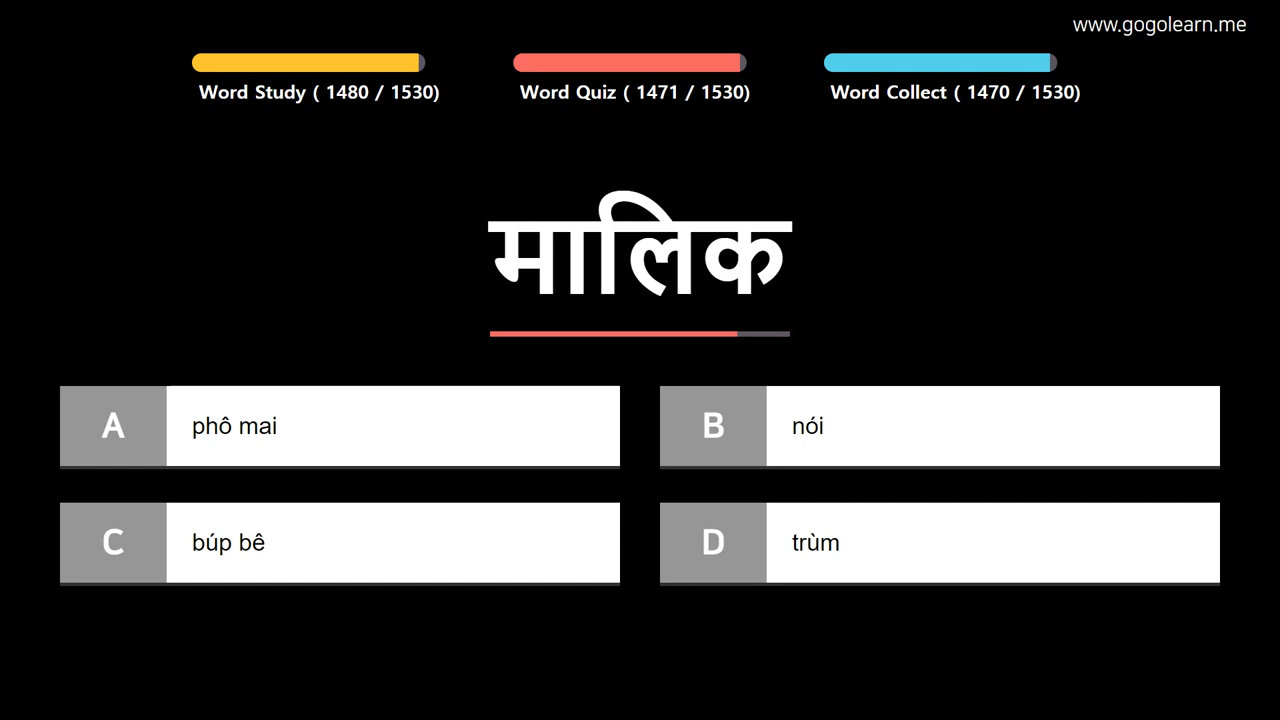 www.gogolearn.me
Word Study ( 1480 / 1530)
Word Quiz ( 1471 / 1530)
Word Collect ( 1470 / 1530)
मालिक
A phô mai
B nói
C búp bê
D trùm